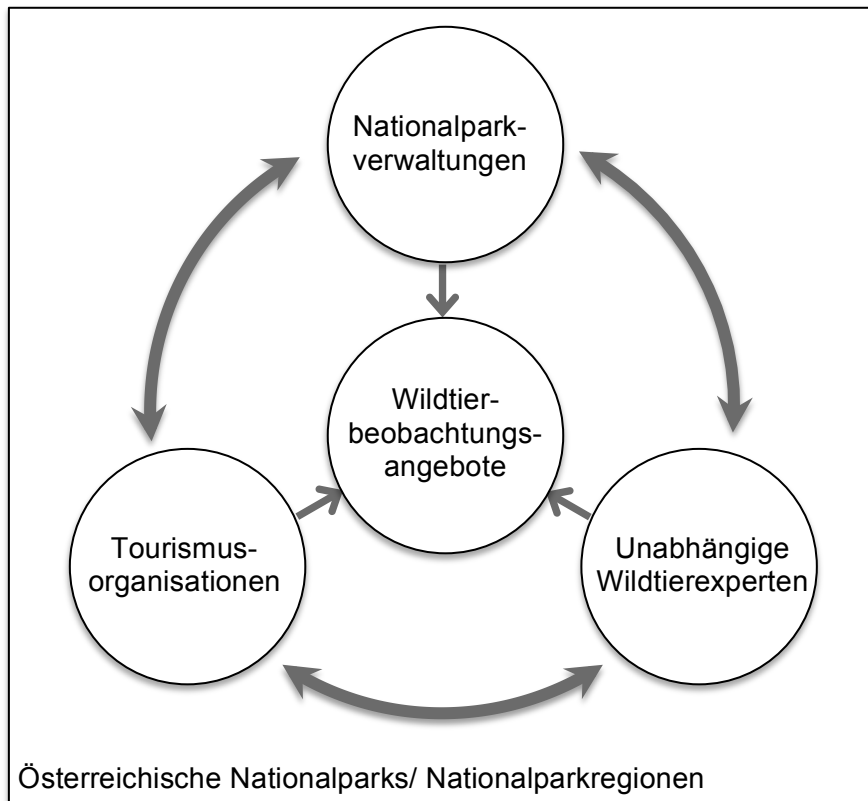 Nationalpark-
verwaltungen
Wildtier-
beobachtungs-
angebote
Tourismus-
organisationen
Unabhängige
Wildtierexperten
Österreichische Nationalparks/ Nationalparkregionen